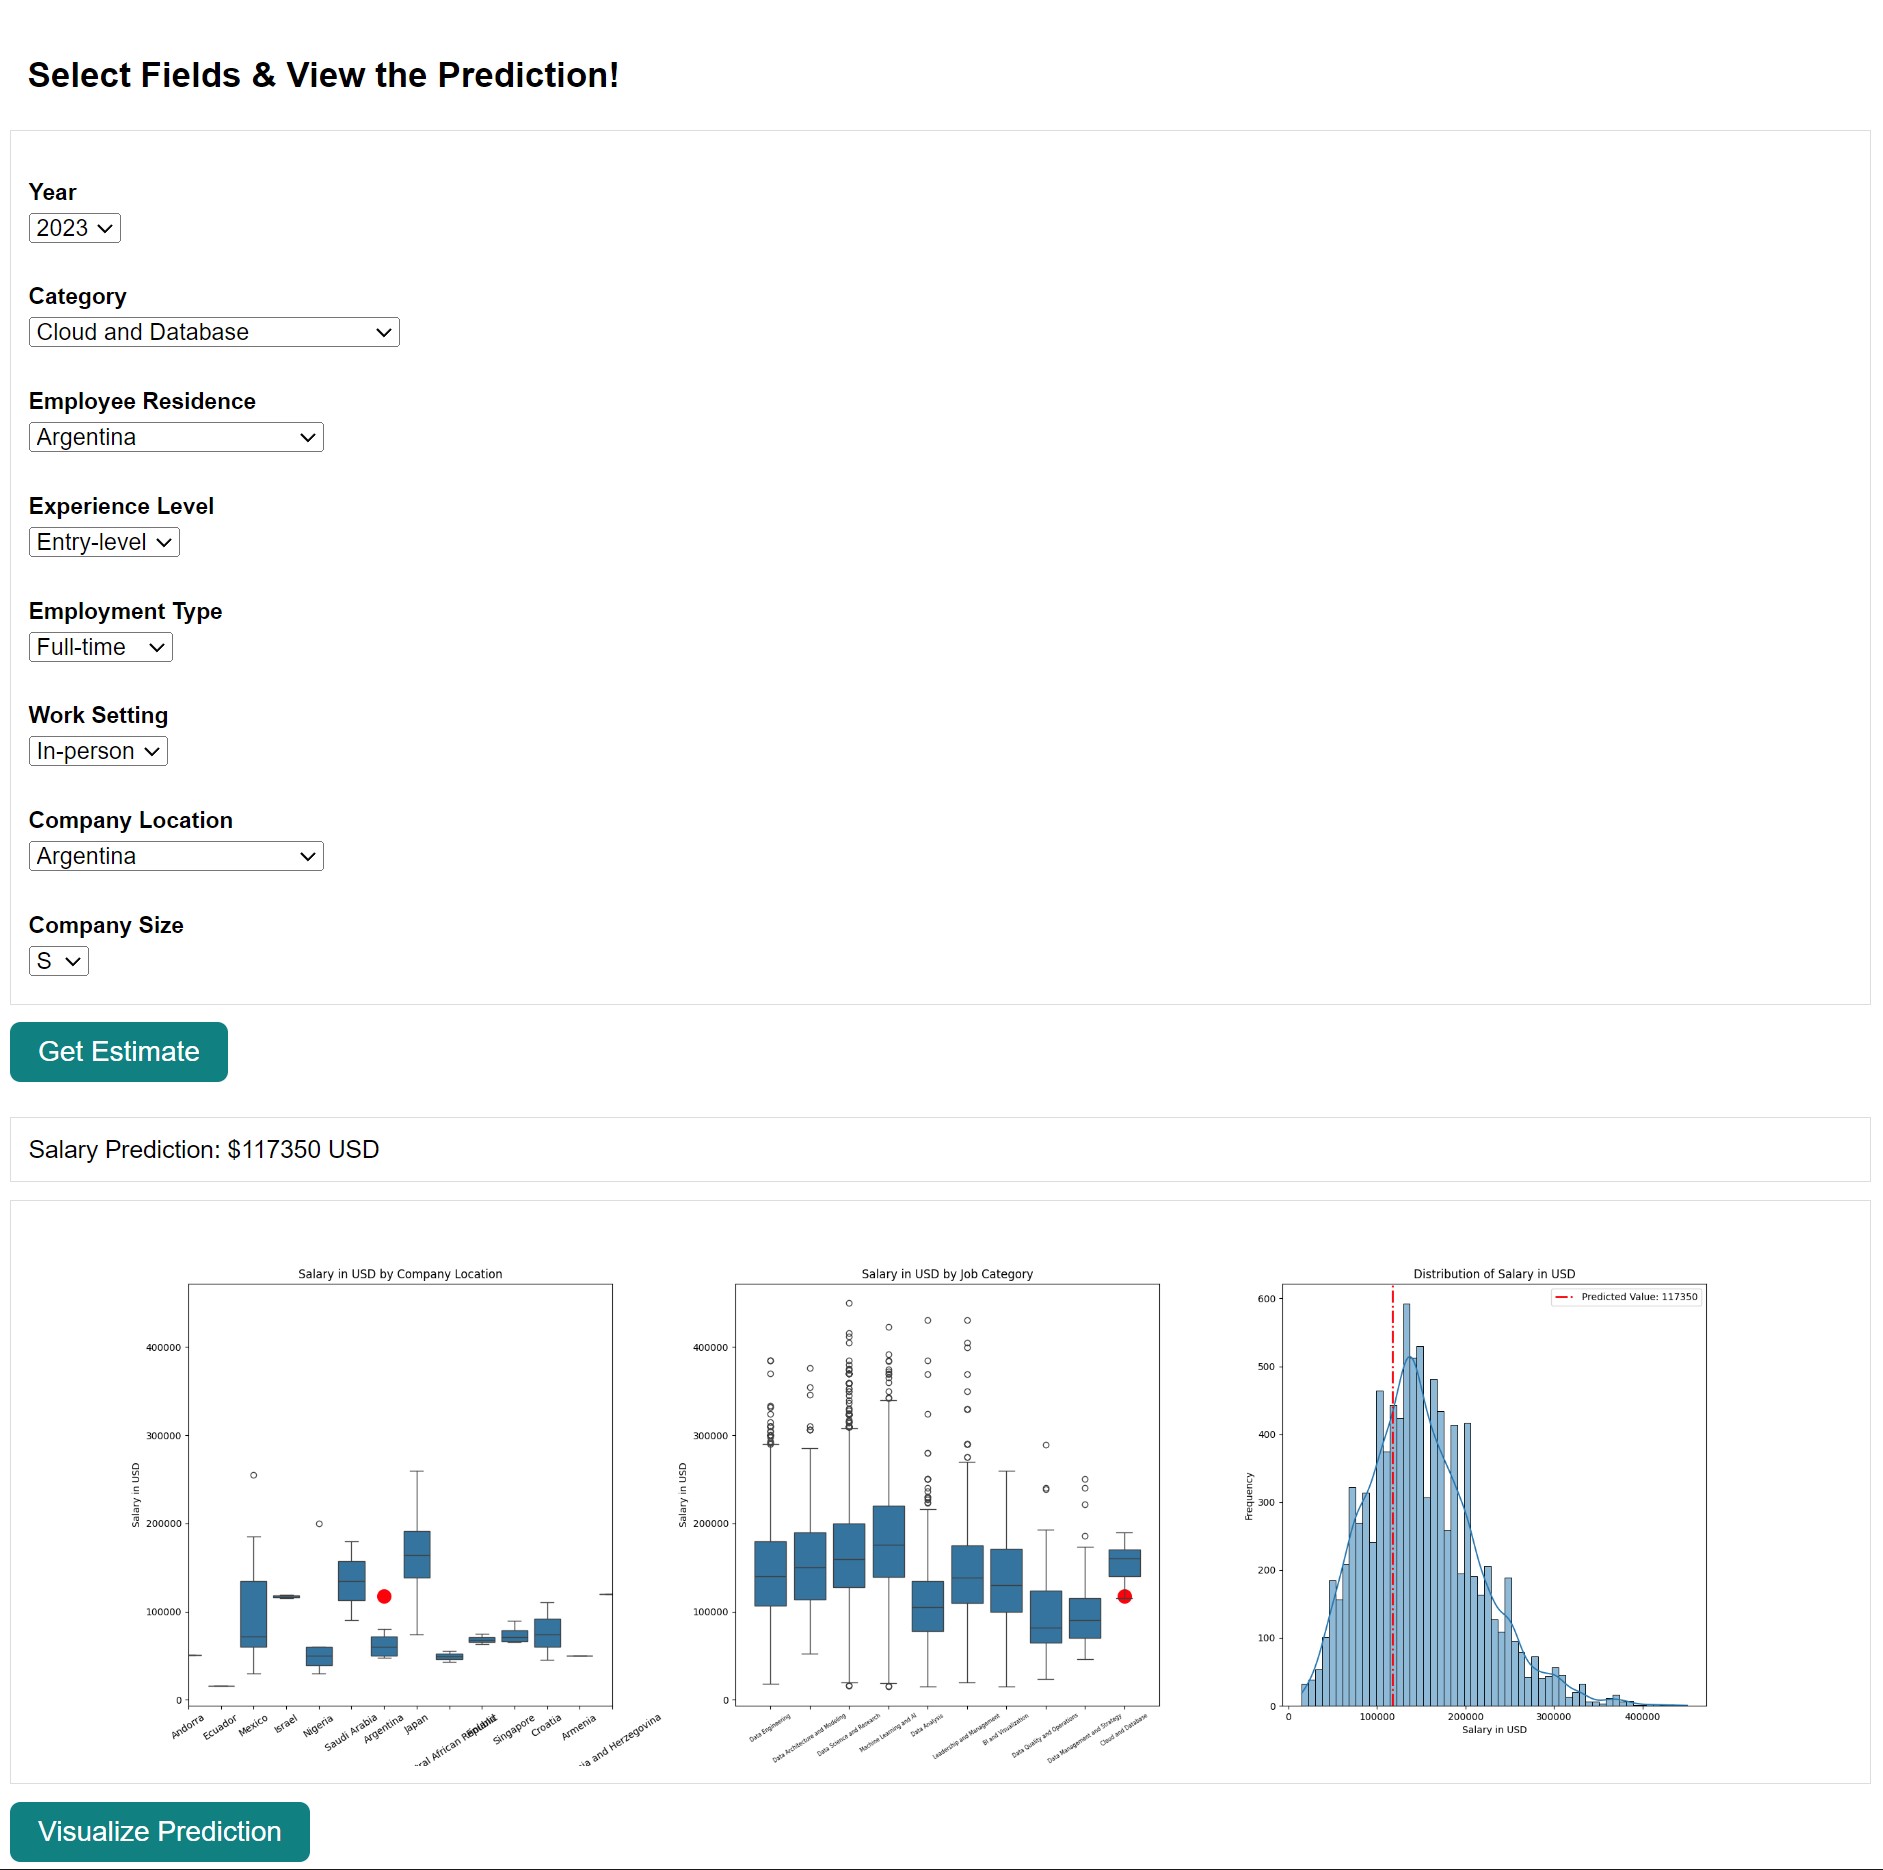 Select Fields & View the Prediction!
Year
2023
Category
Cloud and Database
Employee Residence
Argentina
Experience Level
Entry-level
Employment Type
Full-time
Work Setting
In-person
Company Location
Argentina
Company Size
S
Get Estimate
Salary Prediction: $117350 USD
Salary in USD by Company Location
Salary in USD
400000
300000
200000
100000
0
Andorra
Ecuador
Mexico
Israel
Nigeria
Saudi Arabia
Argentina
Japan
ral African Republic
Singapore
Croatia
Armenia
ia and Herzegovina
Salary in USD by Job Category
Salary in USD
400000
300000
200000
100000
0
Data Engineering
Data Architecture and Modeling
Data Science and Research
Machine Learning and AI
Data Analysis
Leadership and Management
BI and Visualization
Data Quality and Operations
Data Management and Strategy
Cloud and Database
Distribution of Salary in USD
Predicted Value: 117350
Frequency
600
500
400
300
200
100
0
0
100000
200000
300000
400000
Salary in USD
Visualize Prediction